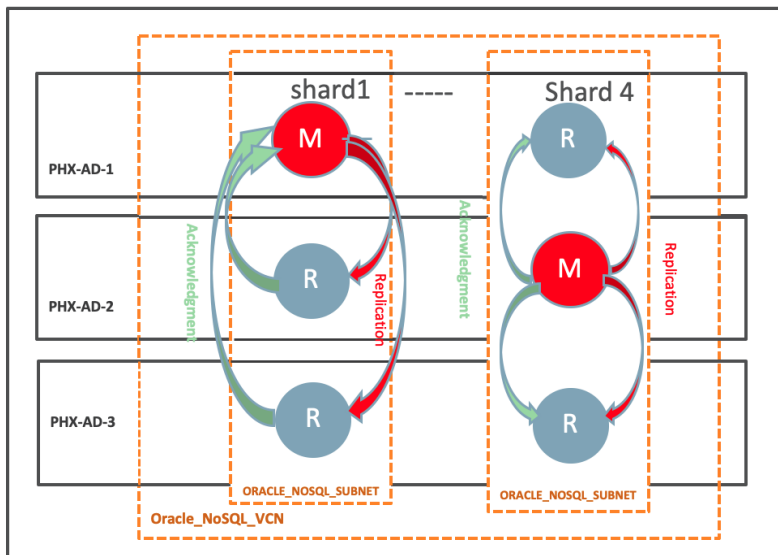 shard1 ----- Shard 4
M
R
PHX-AD-1
Acknowledgment
Replication
R
M
Acknowledgment
Replication
PHX-AD-2
R
R
PHX-AD-3
ORACLE_NOSQL_SUBNET
ORACLE_NOSQL_SUBNET
Oracle_NoSQL_VCN